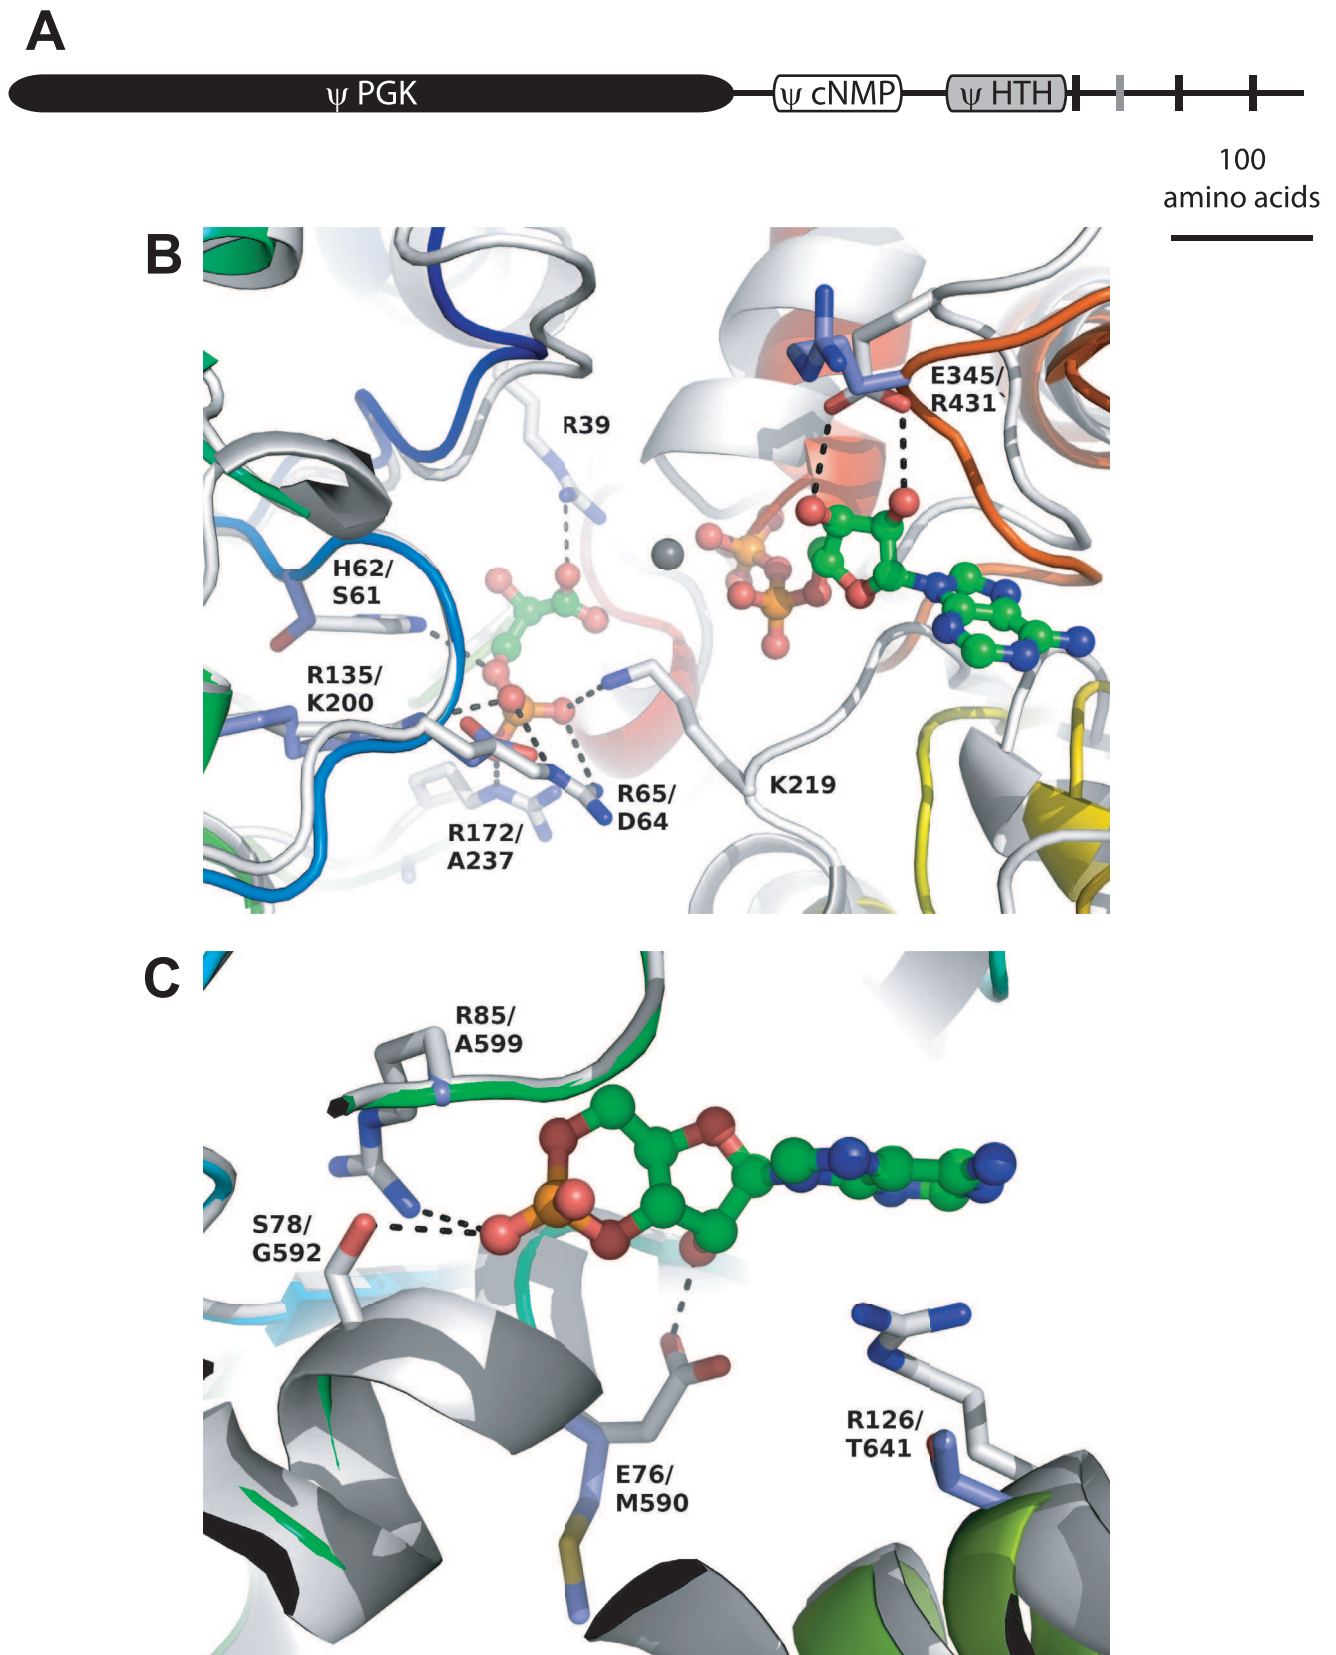 A
ψ PGK
ψ cNMP
ψ HTH
100
amino acids
B
E345/
R431`
R39
H62/
S61
R135/
K200
K219
R65/
D64
R172/
A237
C
R85/
A599
S78/
G592
R126/
T641
E76/
M590